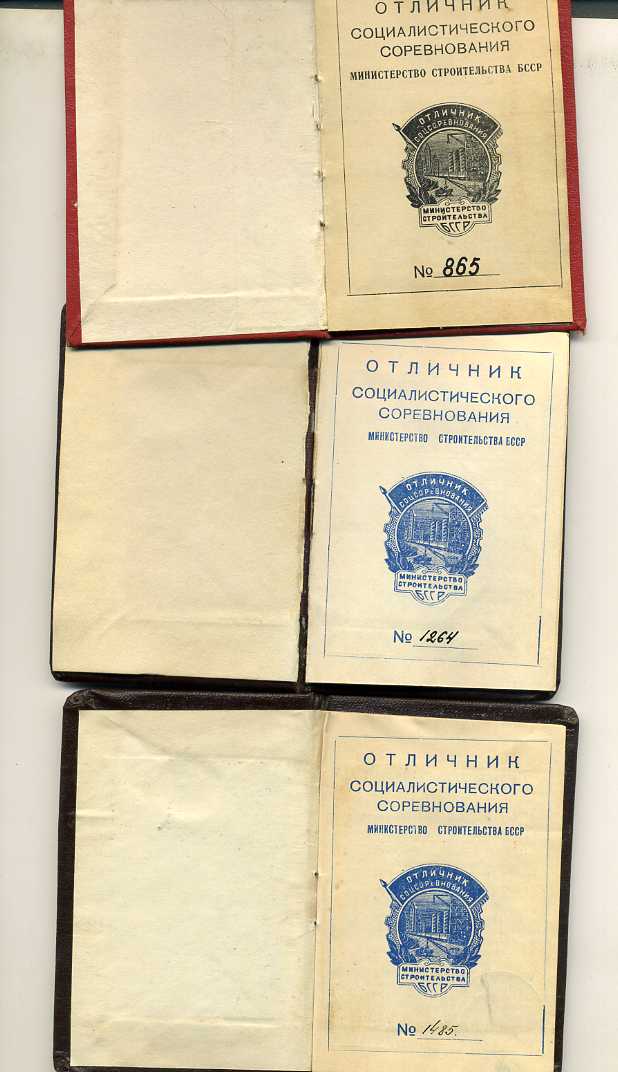 ОТЛИЧНИК
СОЦИАЛИСТИЧЕСКОГО
СОРЕВНОВАНИЯ
МИНИСТЕРСТВО СТРОИТЕЛЬСТВА БССР
ОТЛИЧНИК
СОЦСОРЕВНОВАНИЯ
МИНИСТЕРСТВО
СТРОИТЕЛЬСТВА
БССР
№ 865
ОТЛИЧНИК
СОЦИАЛИСТИЧЕСКОГО
СОРЕВНОВАНИЯ
МИНИСТЕРСТВО СТРОИТЕЛЬСТВА БССР
ОТЛИЧНИК
СОЦСОРЕВНОВАНИЯ
МИНИСТЕРСТВО
СТРОИТЕЛЬСТВА
БССР
№ 1264
ОТЛИЧНИК
СОЦИАЛИСТИЧЕСКОГО
СОРЕВНОВАНИЯ
МИНИСТЕРСТВО СТРОИТЕЛЬСТВА БССР
ОТЛИЧНИК
СОЦСОРЕВНОВАНИЯ
МИНИСТЕРСТВО
СТРОИТЕЛЬСТВА
БССР
№ 1485.